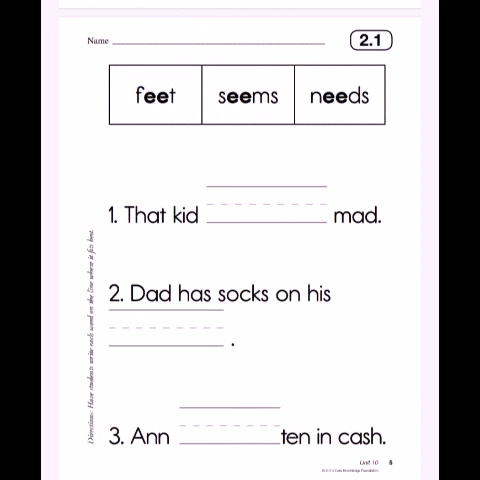 Name
2.1
feet seems needs
1. That kid mad.
2. Dad has socks on his
.
3. Ann ten in cash.
Directions: Have students write each word on the line where it fits best.
Unit 10 5